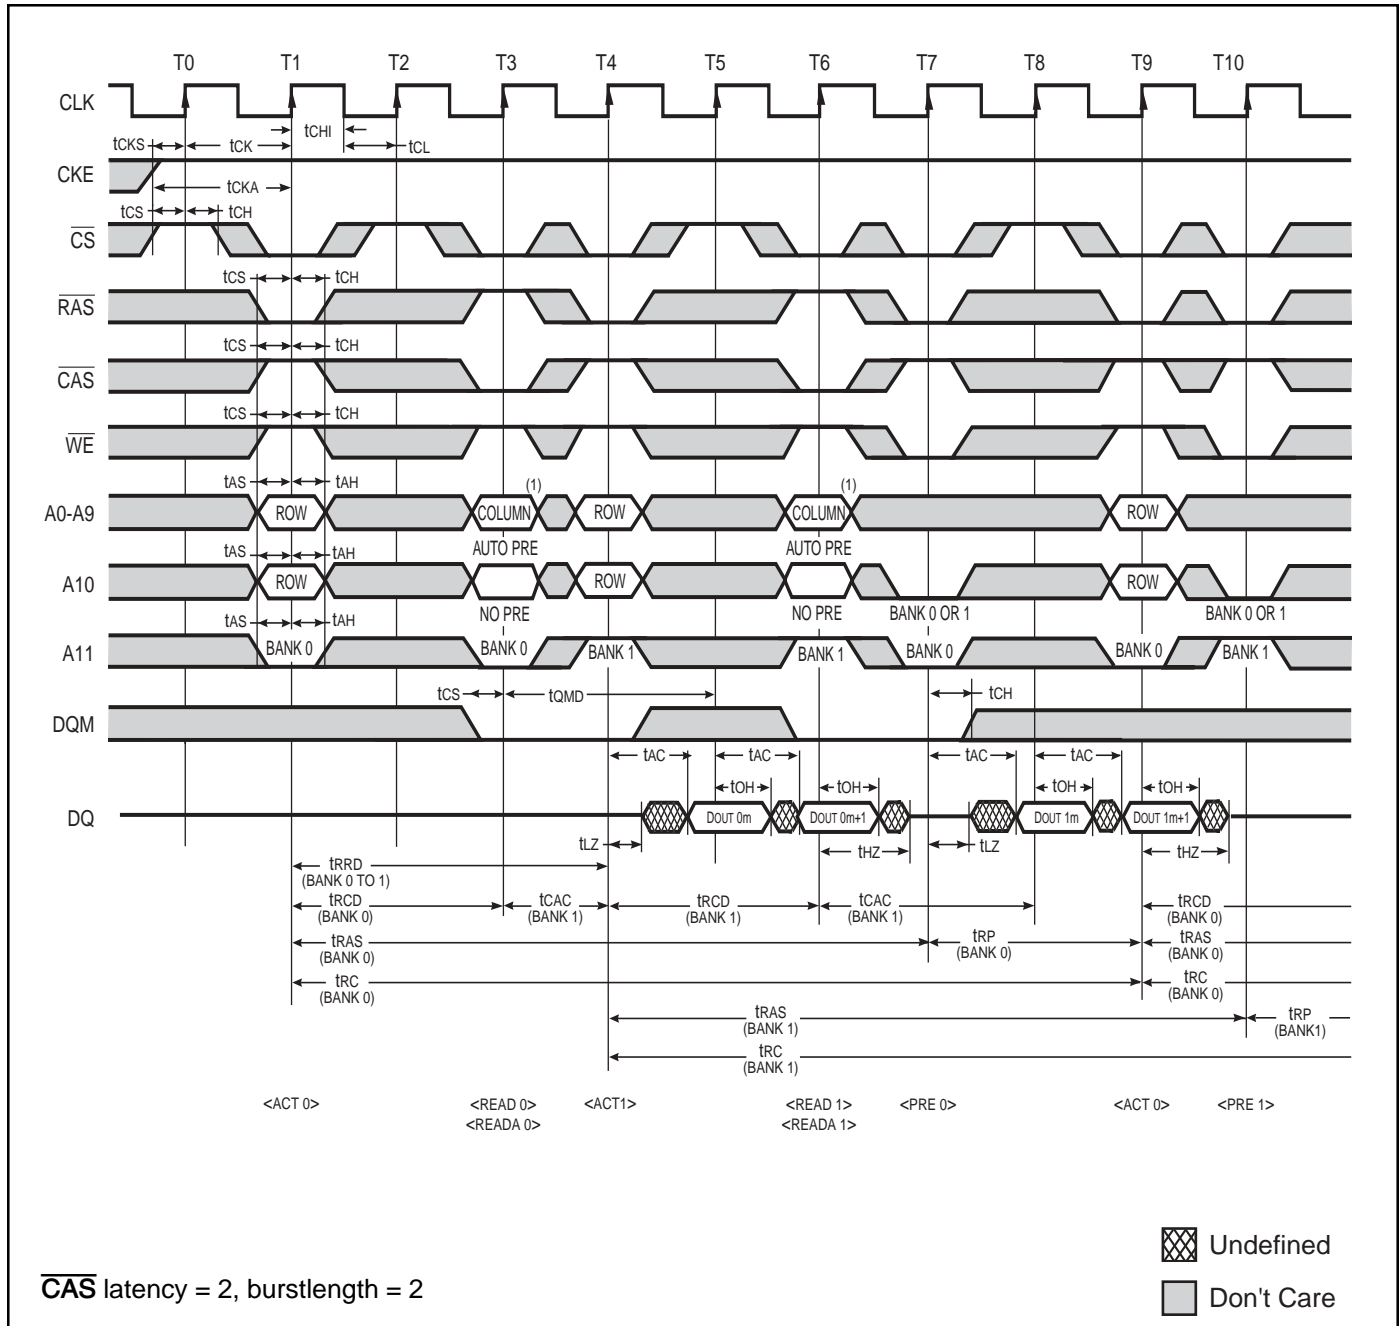 T0 T1 T2 T3 T4 T5 T6 T7 T8 T9 T10
CLK
tCHI
tCKS tCK tCL
CKE
tCKA
tCS tCH
CS
tCS tCH
RAS
tCS tCH
CAS
tCS tCH
WE
tAS tAH (1) (1)
A0-A9 ROW COLUMN ROW COLUMN ROW
tAS tAH AUTO PRE AUTO PRE
A10 ROW ROW ROW
tAS tAH NO PRE NO PRE BANK 0 OR 1 BANK 0 OR 1
A11 BANK 0 BANK 0 BANK 1 BANK 1 BANK 0 BANK 0 BANK 1
tCS tQMD tCH
DQM
tAC tAC tAC tAC
tOH tOH tOH tOH
DQ DOUT 0m DOUT 0m+1 DOUT 1m DOUT 1m+1
tLZ tHZ tLZ tHZ
tRRD
(BANK 0 TO 1)
tRCD tCAC tRCD tCAC tRCD
(BANK 0) (BANK 1) (BANK 1) (BANK 1) (BANK 0)
tRAS tRP tRAS
(BANK 0) (BANK 0) (BANK 0)
tRC tRC
(BANK 0) (BANK 0)
tRAS tRP
(BANK 1) (BANK1)
tRC
(BANK 1)
<ACT 0> <READ 0> <ACT1> <READ 1> <PRE 0> <ACT 0> <PRE 1>
<READA 0> <READA 1>
Undefined
CAS latency = 2, burstlength = 2
Don't Care